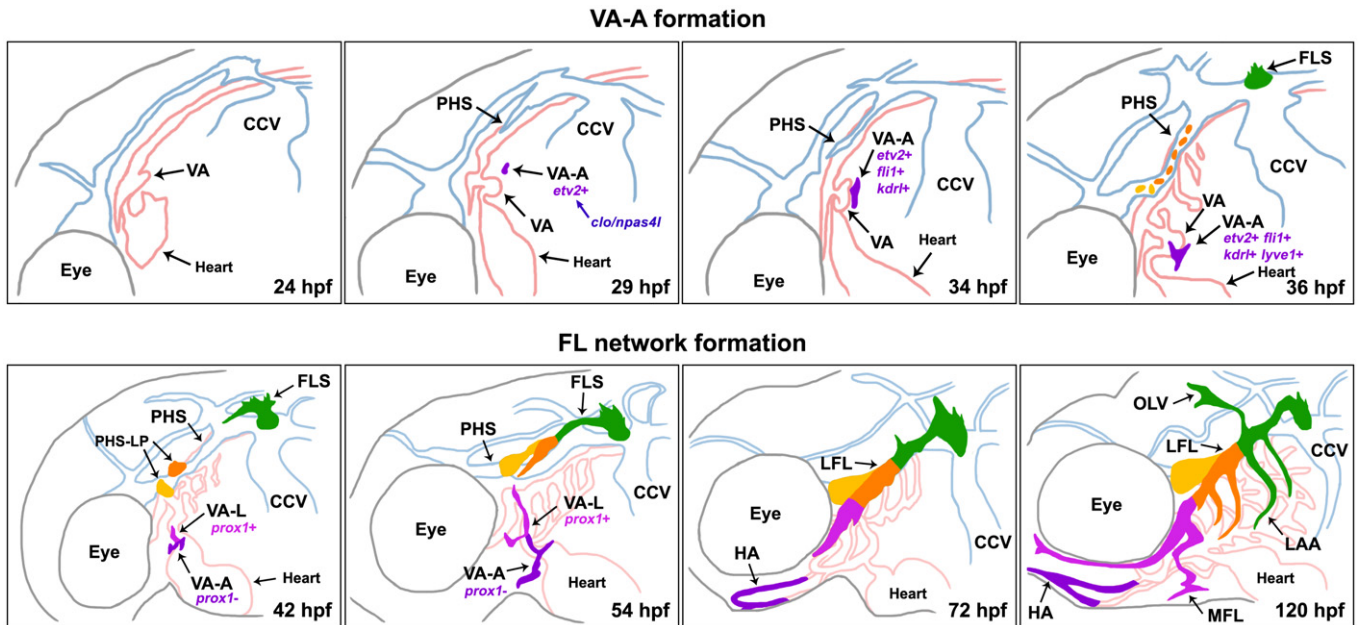 VA-A formation
VA
CCV
Heart
Eye
24 hpf
PHS
CCV
VA-A
etv2+
clo/npas4l
VA
Heart
Eye
29 hpf
PHS
VA-A
etv2+
fli1+
kdrl+
CCV
VA
Heart
Eye
34 hpf
FLS
PHS
CCV
VA
VA-A
etv2+ fli1+
kdrl+ lyve1+
Heart
Eye
36 hpf
FL network formation
FLS
PHS
PHS-LP
CCV
VA-L
prox1+
Eye
VA-A
prox1-
Heart
42 hpf
FLS
PHS
CCV
VA-L
prox1+
Eye
VA-A
prox1-
Heart
54 hpf
LFL
Eye
CCV
HA
Heart
72 hpf
OLV
CCV
LFL
Eye
LAA
Heart
HA
MFL
120 hpf